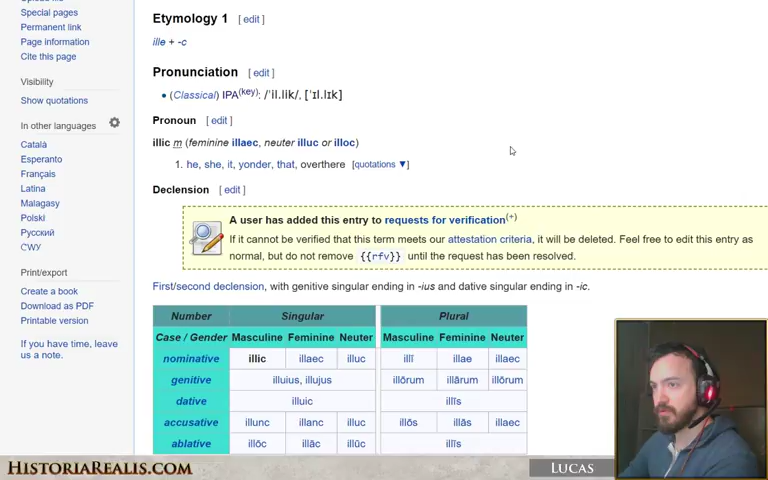 Upload file
Special pages
Permanent link
Page information
Cite this page
Visibility
Show quotations
In other languages
Català
Esperanto
Français
Latina
Malagasy
Polski
Русский
ᏣᎳᎩ
Print/export
Create a book
Download as PDF
Printable version
If you have time, leave
us a note.
Etymology 1 [ edit ]
ille + -c
Pronunciation [ edit ]
• (Classical) IPA(key): /ˈil.lik/, [ˈɪl.lɪk]
Pronoun [ edit ]
illic m (feminine illaec, neuter illuc or illoc)
1. he, she, it, yonder, that, overthere [quotations ▼]
Declension [ edit ]
A user has added this entry to requests for verification(+)
If it cannot be verified that this term meets our attestation criteria, it will be deleted. Feel free to edit this entry as
normal, but do not remove {{rfv}} until the request has been resolved.
First/second declension, with genitive singular ending in -ius and dative singular ending in -ic.
Number Singular Plural
Case / Gender Masculine Feminine Neuter Masculine Feminine Neuter
nominative illic illaec illuc illī illae illaec
genitive illuius, illujus illōrum illārum illōrum
dative illuic illīs
accusative illunc illanc illuc illōs illās illaec
ablative illōc illāc illūc illīs
HISTORIAREALIS.COM
LUCAS